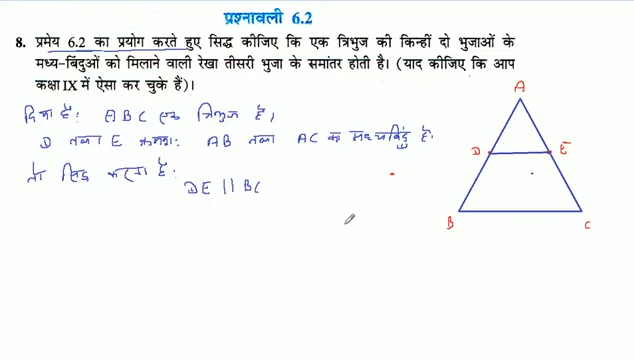 प्रश्नावली 6.2
8. प्रमेय 6.2 का प्रयोग करते हुए सिद्ध कीजिए कि एक त्रिभुज की किन्हीं दो भुजाओं के
मध्य-बिंदुओं को मिलाने वाली रेखा तीसरी भुजा के समांतर होती है। (याद कीजिए कि आप
कक्षा IX में ऐसा कर चुके हैं)।
दिया है: ABC एक त्रिभुज है,
D तथा E क्रमशः AB तथा AC के मध्यबिंदु है.
तो सिद्ध करना है:
DE || BC
A
D E
B C